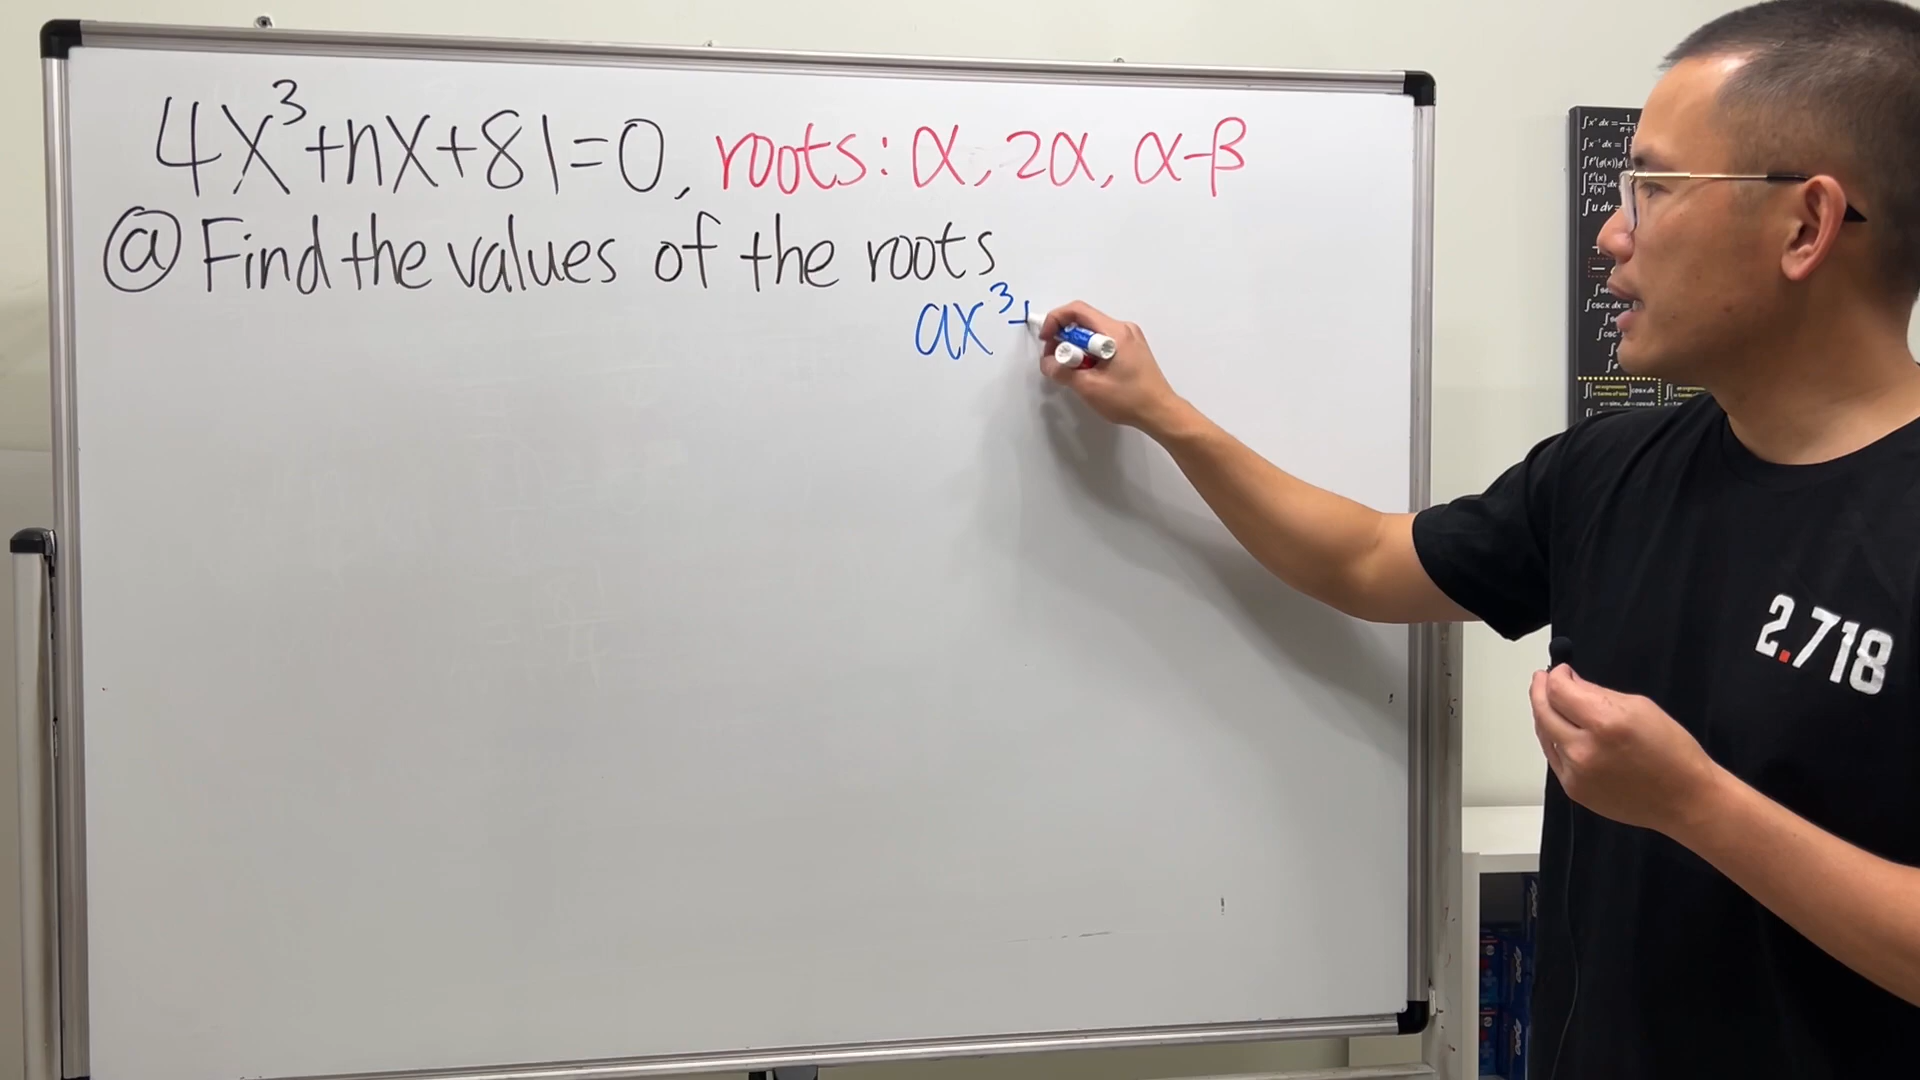 4x³+nx+81=0, roots: α, 2α, α-β
ⓐ Find the values of the roots
ax³+
2.718